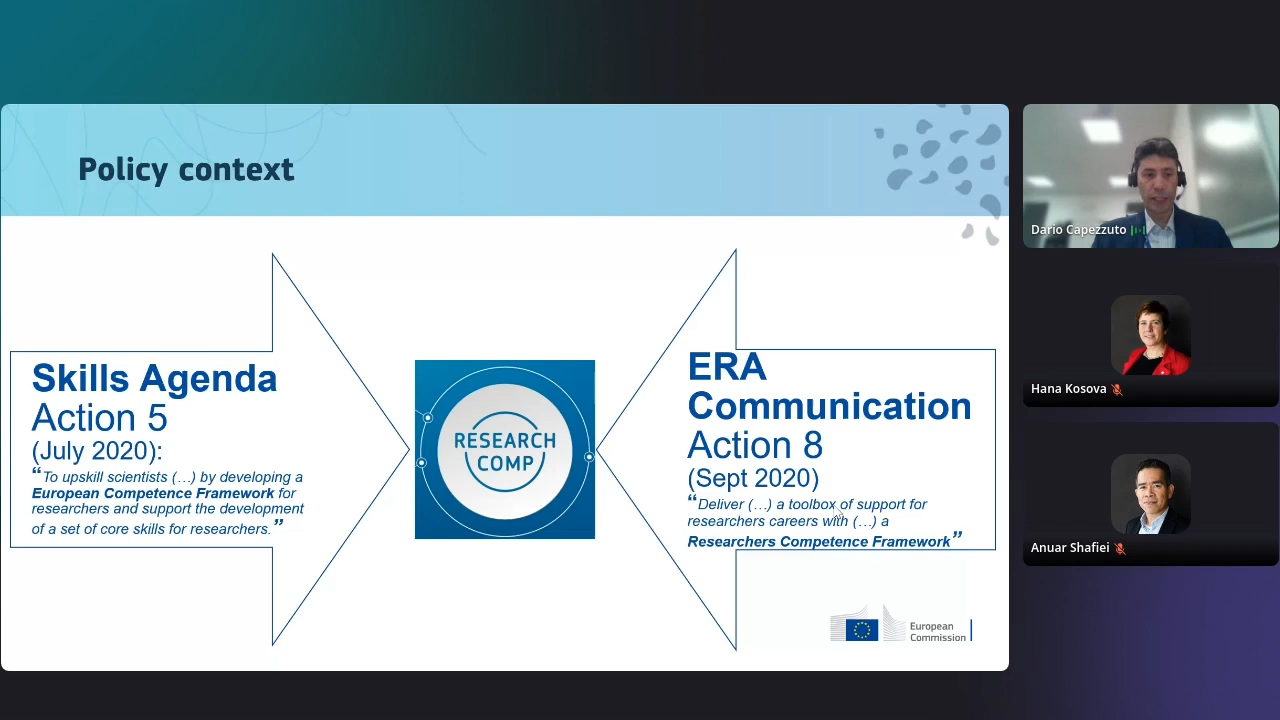 Policy context
Skills Agenda
Action 5
(July 2020):
“To upskill scientists (…) by developing a
European Competence Framework for
researchers and support the development
of a set of core skills for researchers.”
RESEARCH
COMP
ERA
Communication
Action 8
(Sept 2020)
“Deliver (…) a toolbox of support for
researchers careers with (…) a
Researchers Competence Framework”
European
Commission
Dario Capezzuto
Hana Kosova
Anuar Shafiei